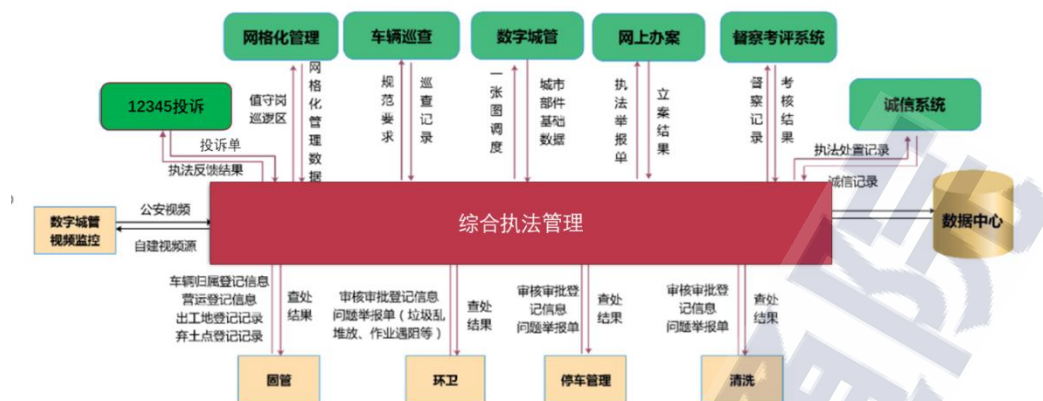 网格化管理
车辆巡查
数字城管
网上办案
督察考评系统
12345投诉
诚信系统
值守岗
巡逻区
网格化管理数据
规范要求
巡查记录
一张图调度
城市
部件
基础
数据
执法举报单
立案结果
督察记录
考核结果
投诉单
执法反馈结果
执法处置记录
诚信记录
数字城管
视频监控
公安视频
自建视频源
综合执法管理
数据中心
车辆归属登记信息
营运登记信息
出工地登记记录
弃土点登记记录
查处
结果
审核审批登记信息
问题举报单（垃圾乱
堆放、作业遇阳等）
查处
结果
审核审批登
记信息
问题举报单
查处
结果
审核审批登
记信息
问题举报单
查处
结果
固管
环卫
停车管理
清洗